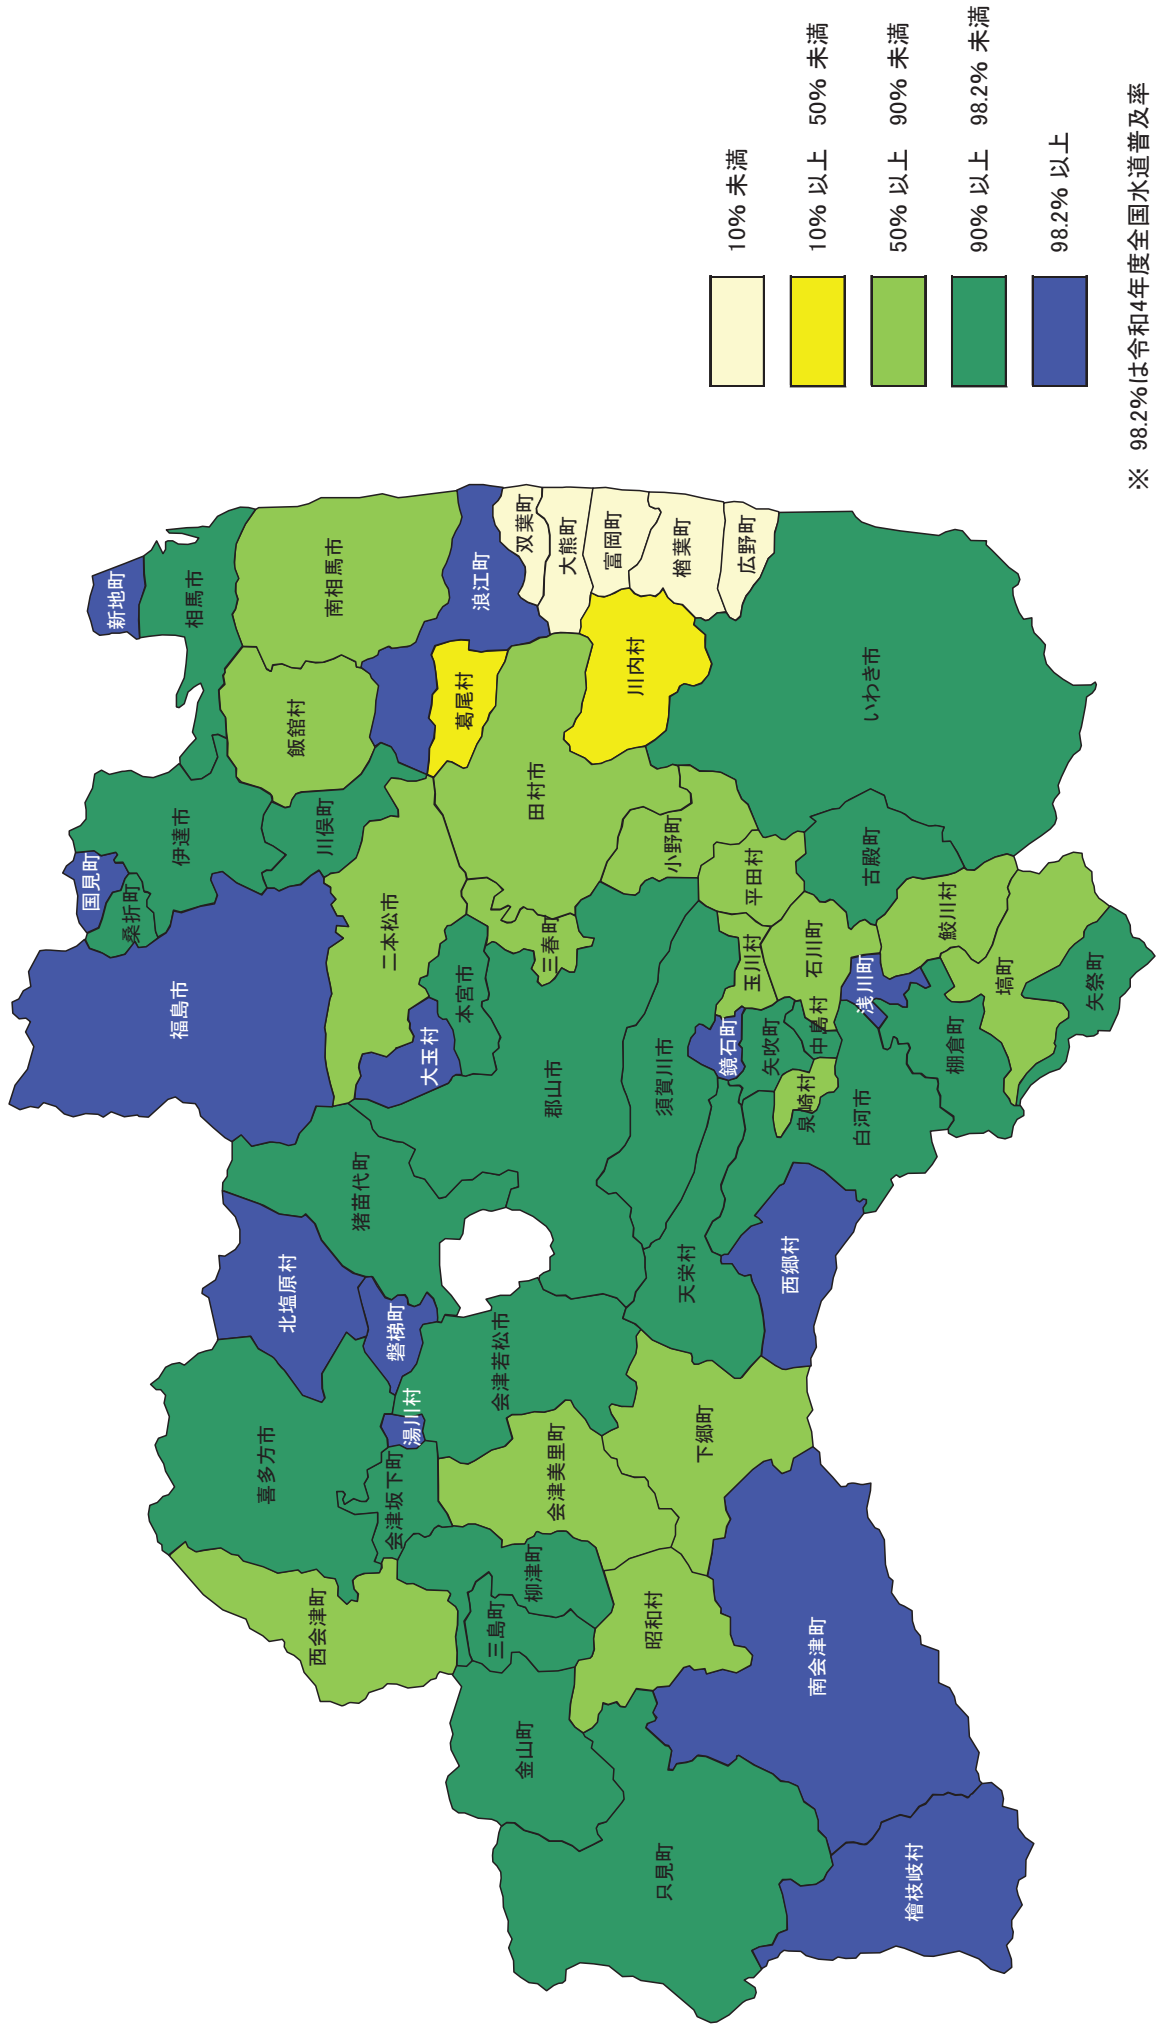 新地町
相馬市
南相馬市
飯舘村
浪江町
双葉町
大熊町
富岡町
楢葉町
広野町
葛尾村
川内村
田村市
いわき市
伊達市
国見町
桑折町
川俣町
福島市
二本松市
大玉村
本宮市
三春町
小野町
平田村
古殿町
鮫川村
塙町
矢祭町
石川町
玉川村
浅川町
棚倉町
鏡石町
矢吹町
中島村
泉崎村
白河市
須賀川市
郡山市
天栄村
西郷村
猪苗代町
北塩原村
磐梯町
会津若松市
湯川村
喜多方市
会津坂下町
会津美里町
下郷町
西会津町
柳津町
三島町
昭和村
金山町
只見町
南会津町
檜枝岐村
10% 未満
10% 以上 50% 未満
50% 以上 90% 未満
90% 以上 98.2% 未満
98.2% 以上
※ 98.2%は令和4年度全国水道普及率